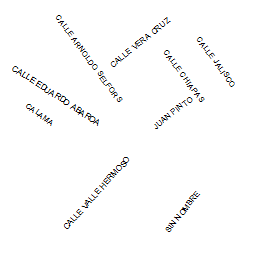 CALLE ARNOLDO SELFORS
CALLE VERA CRUZ
CALLE JALISCO
CALLE CHIAPAS
CALLE EDUARDO ABAROA
CALAMA
JUAN PINTO
CALLE VALLE HERMOSO
SIN NOMBRE